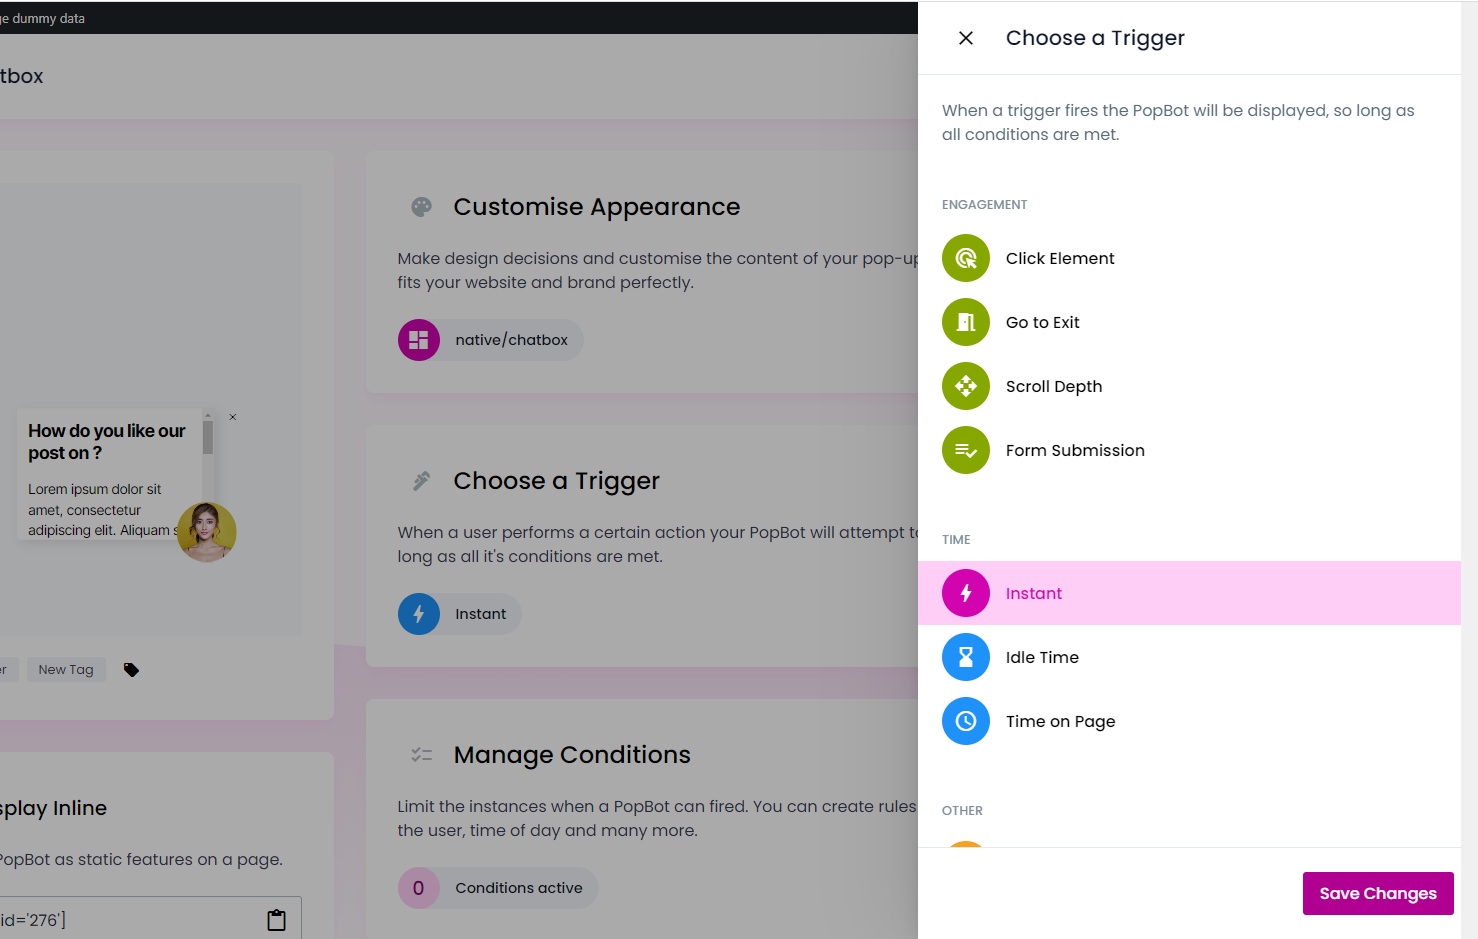 ge dummy data
tbox
How do you like our
post on ?
Lorem ipsum dolor sit
amet, consectetur
adipiscing elit. Aliquam s
er
New Tag
splay Inline
PopBot as static features on a page.
id='276']
Customise Appearance
Make design decisions and customise the content of your pop-up
fits your website and brand perfectly.
native/chatbox
Choose a Trigger
When a user performs a certain action your PopBot will attempt to
long as all it's conditions are met.
Instant
Manage Conditions
Limit the instances when a PopBot can fired. You can create rules
the user, time of day and many more.
0
Conditions active
Choose a Trigger
When a trigger fires the PopBot will be displayed, so long as
all conditions are met.
ENGAGEMENT
Click Element
Go to Exit
Scroll Depth
Form Submission
TIME
Instant
Idle Time
Time on Page
OTHER
Save Changes